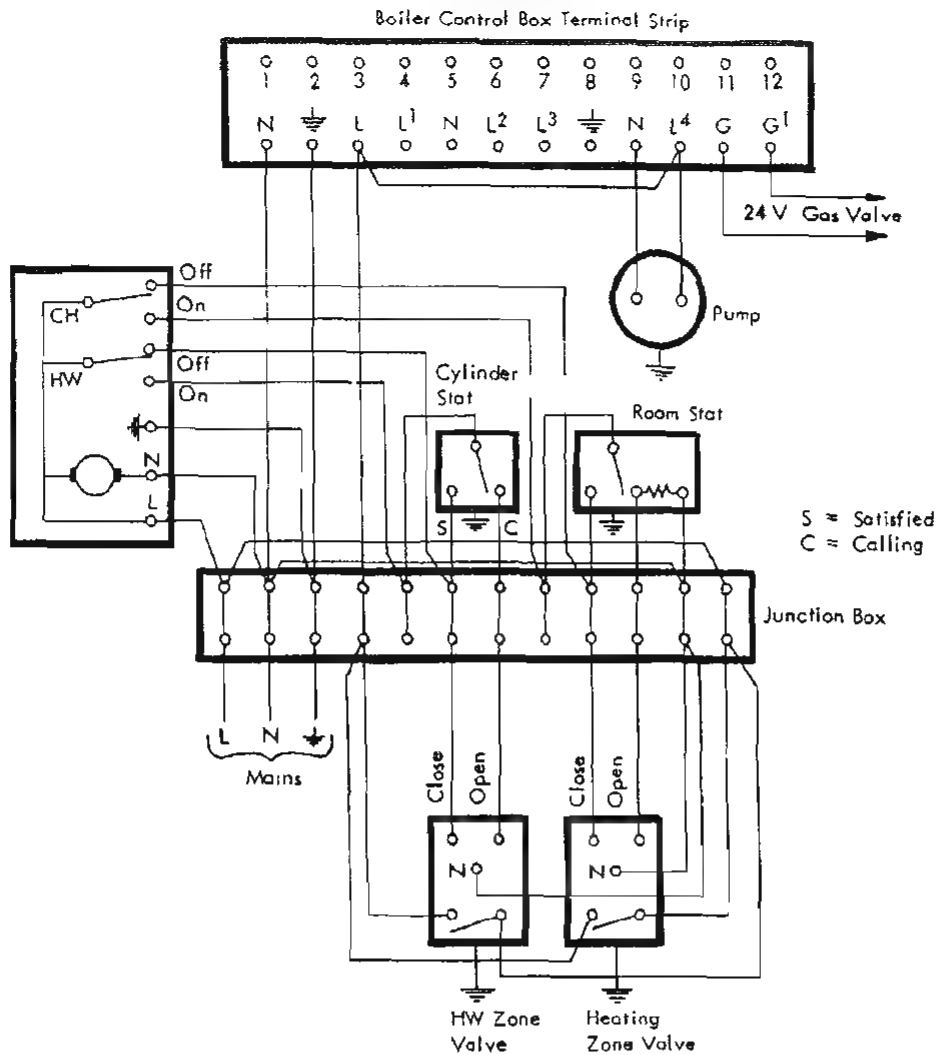 Boiler Control Box Terminal Strip
1 2 3 4 5 6 7 8 9 10 11 12
N L L1 N L2 L3 N L4 G G1
24 V Gas Valve
Off
On
CH
HW
Off
On
N
L
Pump
Cylinder
Stat
Room Stat
S C
S = Satisfied
C = Calling
Junction Box
L N
Mains
Close Open
Close Open
N
N
HW Zone
Valve
Heating
Zone Valve